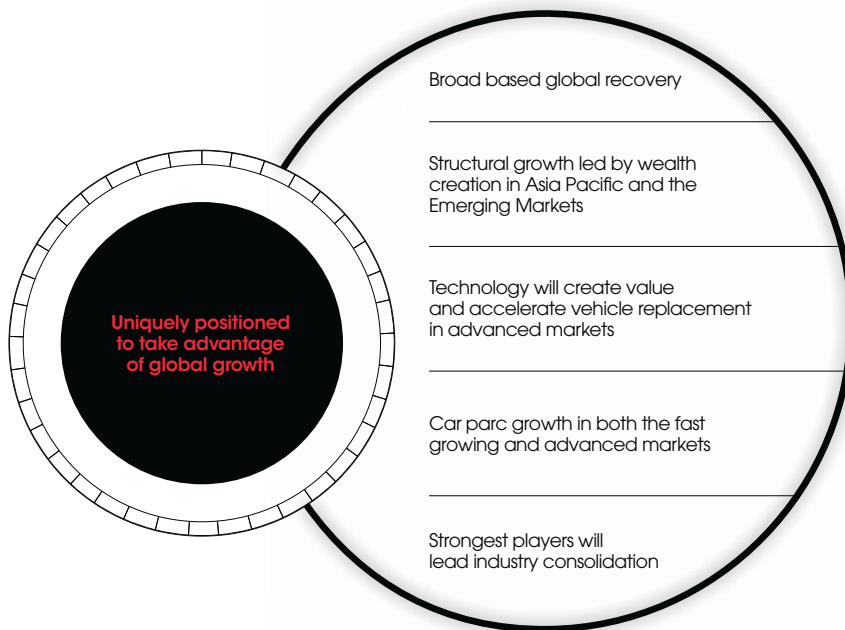 Uniquely positioned
to take advantage
of global growth
Broad based global recovery
Structural growth led by wealth
creation in Asia Pacific and the
Emerging Markets
Technology will create value
and accelerate vehicle replacement
in advanced markets
Car parc growth in both the fast
growing and advanced markets
Strongest players will
lead industry consolidation